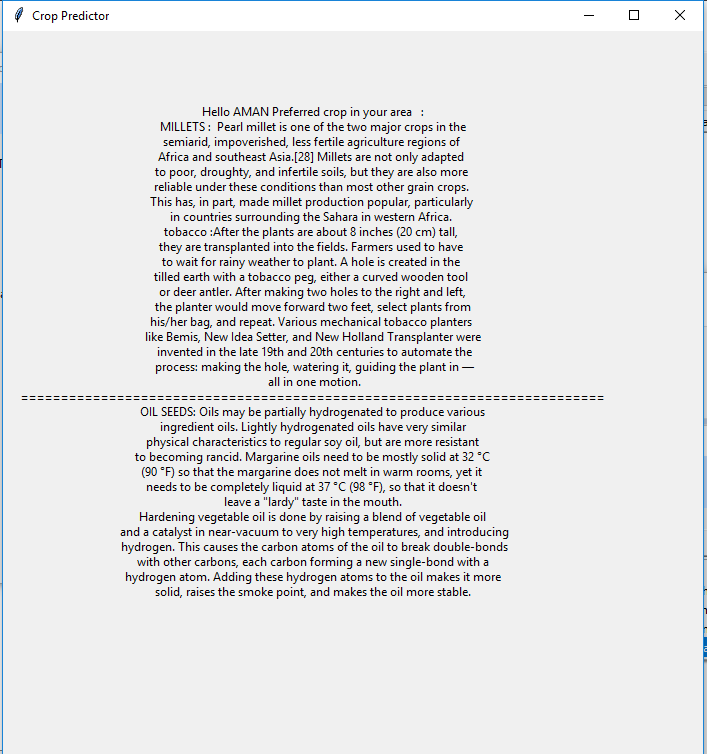 Crop Predictor
Hello AMAN Preferred crop in your area   :
MILLETS :  Pearl millet is one of the two major crops in the
semiarid, impoverished, less fertile agriculture regions of
Africa and southeast Asia.[28] Millets are not only adapted
to poor, droughty, and infertile soils, but they are also more
reliable under these conditions than most other grain crops.
This has, in part, made millet production popular, particularly
in countries surrounding the Sahara in western Africa.
tobacco :After the plants are about 8 inches (20 cm) tall,
they are transplanted into the fields. Farmers used to have
to wait for rainy weather to plant. A hole is created in the
tilled earth with a tobacco peg, either a curved wooden tool
or deer antler. After making two holes to the right and left,
the planter would move forward two feet, select plants from
his/her bag, and repeat. Various mechanical tobacco planters
like Bemis, New Idea Setter, and New Holland Transplanter were
invented in the late 19th and 20th centuries to automate the
process: making the hole, watering it, guiding the plant in —
all in one motion.
=========================================================================
OIL SEEDS: Oils may be partially hydrogenated to produce various
ingredient oils. Lightly hydrogenated oils have very similar
physical characteristics to regular soy oil, but are more resistant
to becoming rancid. Margarine oils need to be mostly solid at 32 °C
(90 °F) so that the margarine does not melt in warm rooms, yet it
needs to be completely liquid at 37 °C (98 °F), so that it doesn't
leave a "lardy" taste in the mouth.
Hardening vegetable oil is done by raising a blend of vegetable oil
and a catalyst in near-vacuum to very high temperatures, and introducing
hydrogen. This causes the carbon atoms of the oil to break double-bonds
with other carbons, each carbon forming a new single-bond with a
hydrogen atom. Adding these hydrogen atoms to the oil makes it more
solid, raises the smoke point, and makes the oil more stable.